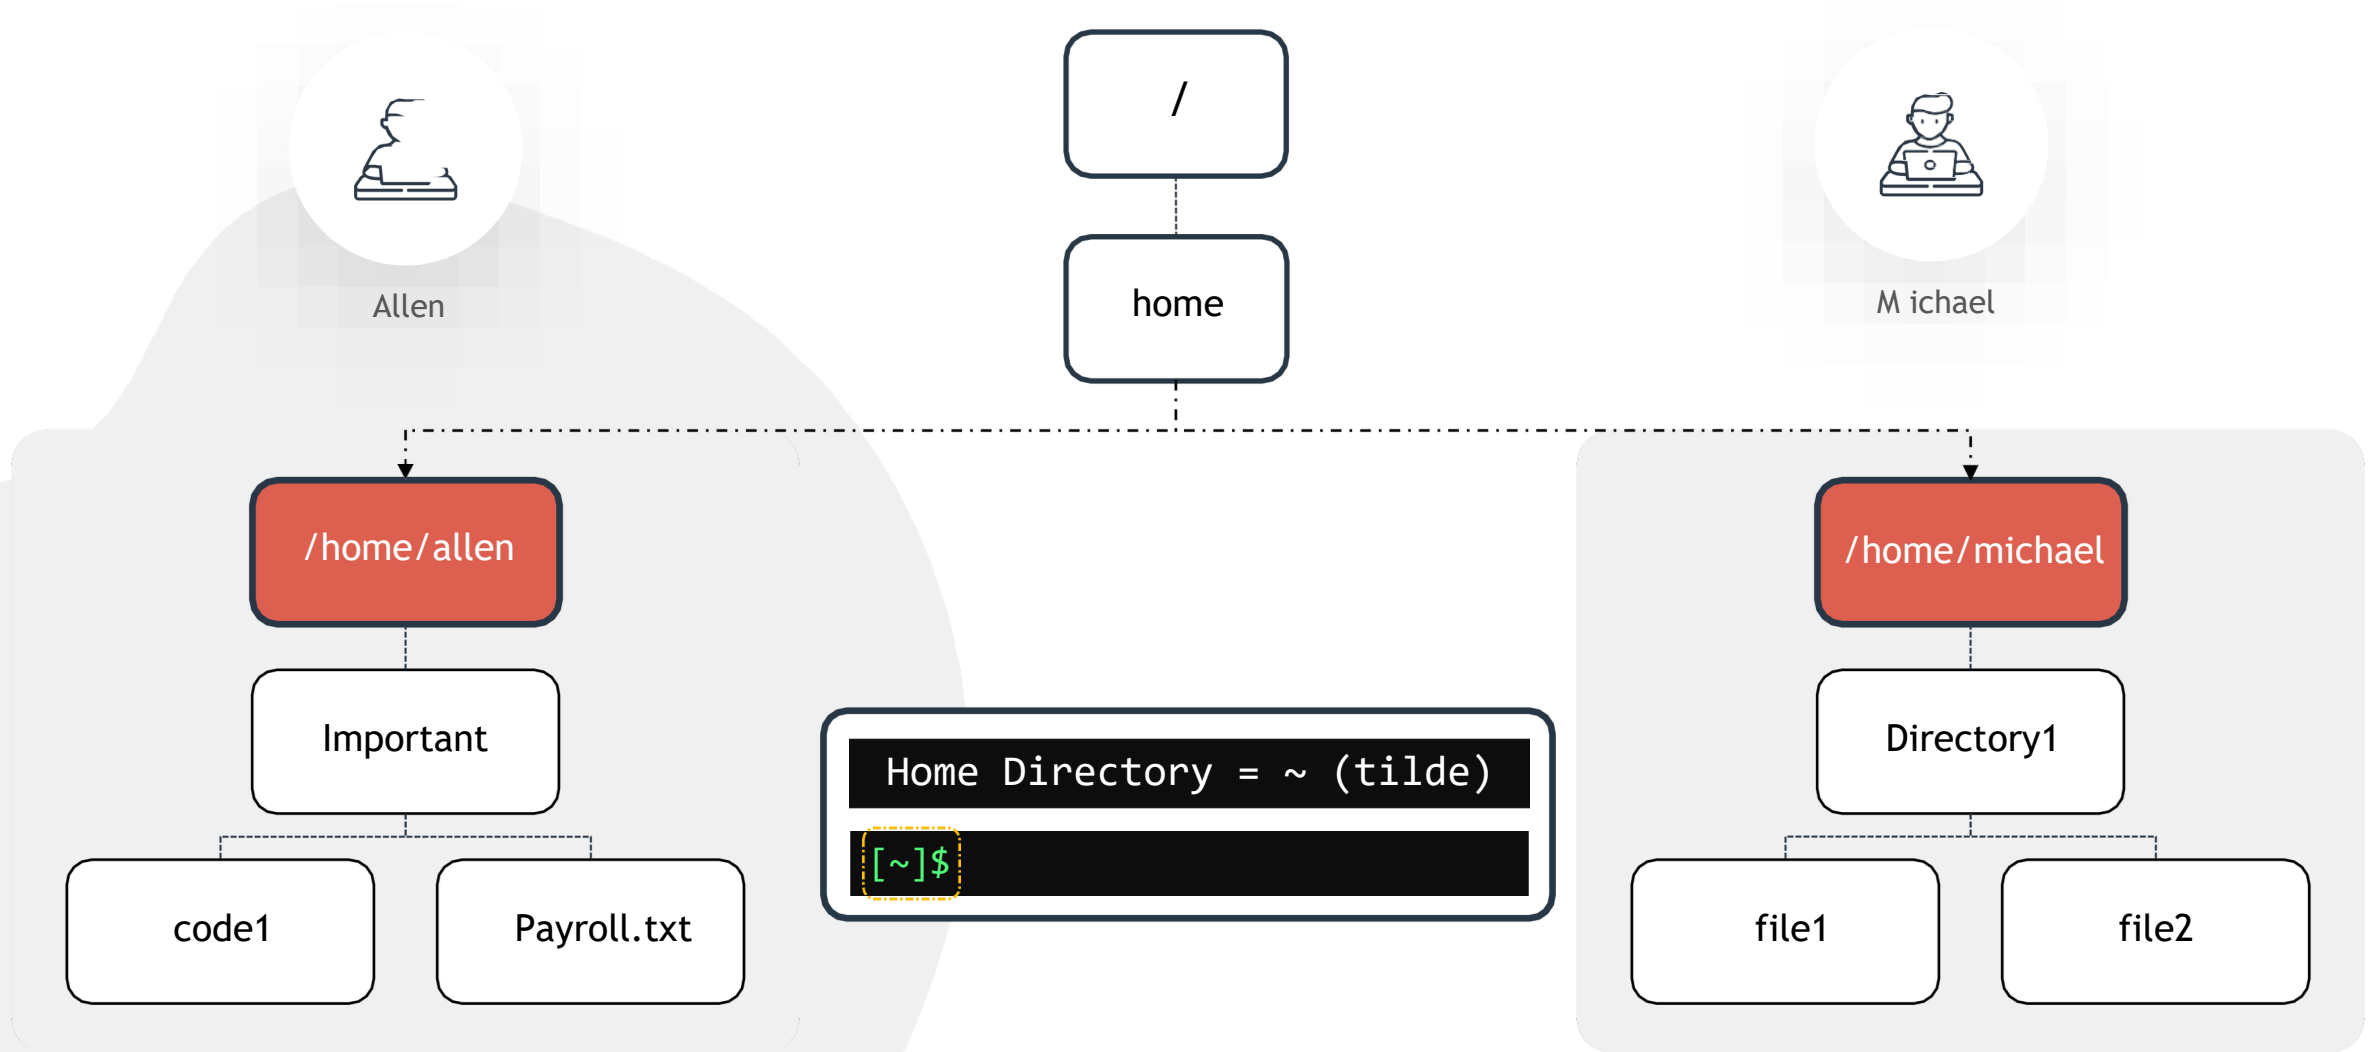 /
home
Allen
M ichael
/home/allen
/home/michael
Important
Directory1
Home Directory = ~ (tilde)
[~]$
code1
Payroll.txt
file1
file2